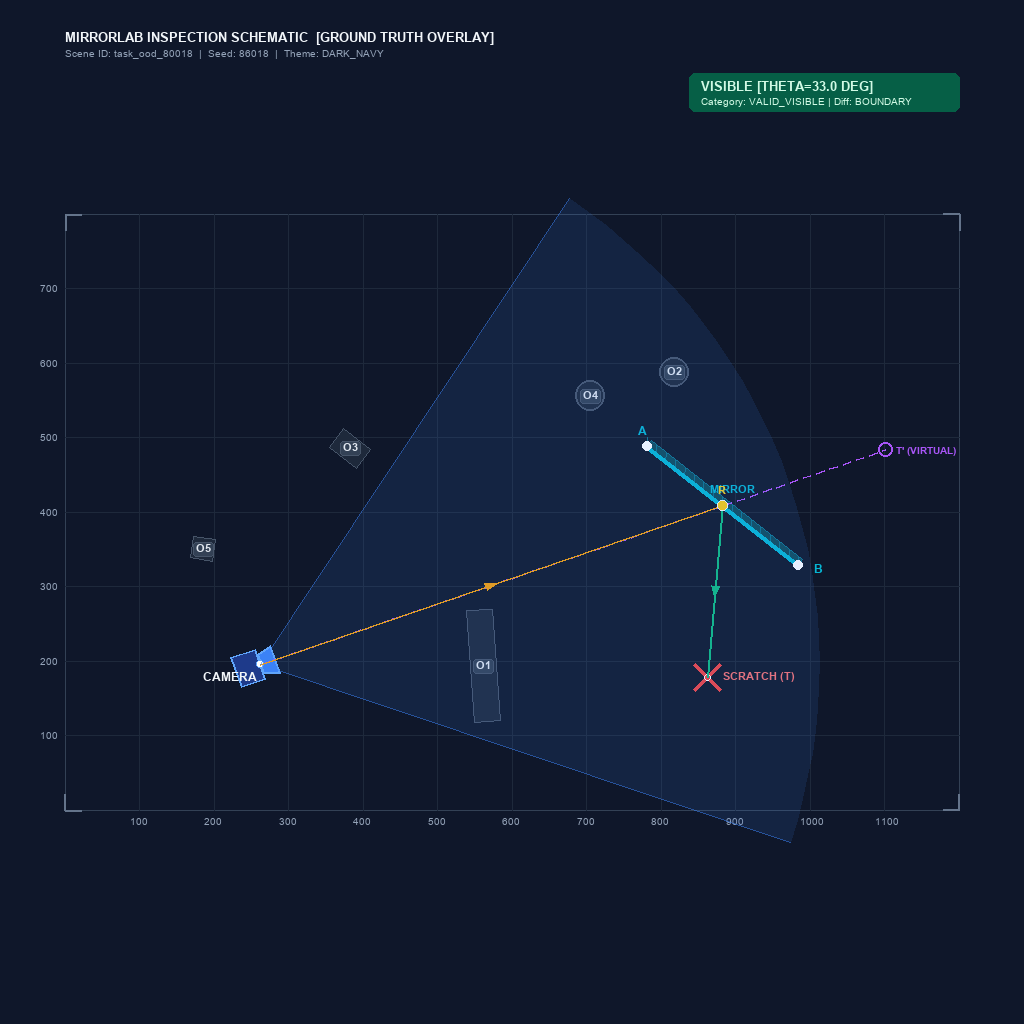 MIRRORLAB INSPECTION SCHEMATIC  [GROUND TRUTH OVERLAY]
Scene ID: task_ood_80018  |  Seed: 86018  |  Theme: DARK_NAVY
VISIBLE [THETA=33.0 DEG]
Category: VALID_VISIBLE | Diff: BOUNDARY
700
600
O2
O4
A
500
O3
T' (VIRTUAL)
MIRROR
R
400
O5
B
300
200
O1
CAMERA
SCRATCH (T)
100
100 200 300 400 500 600 700 800 900 1000 1100